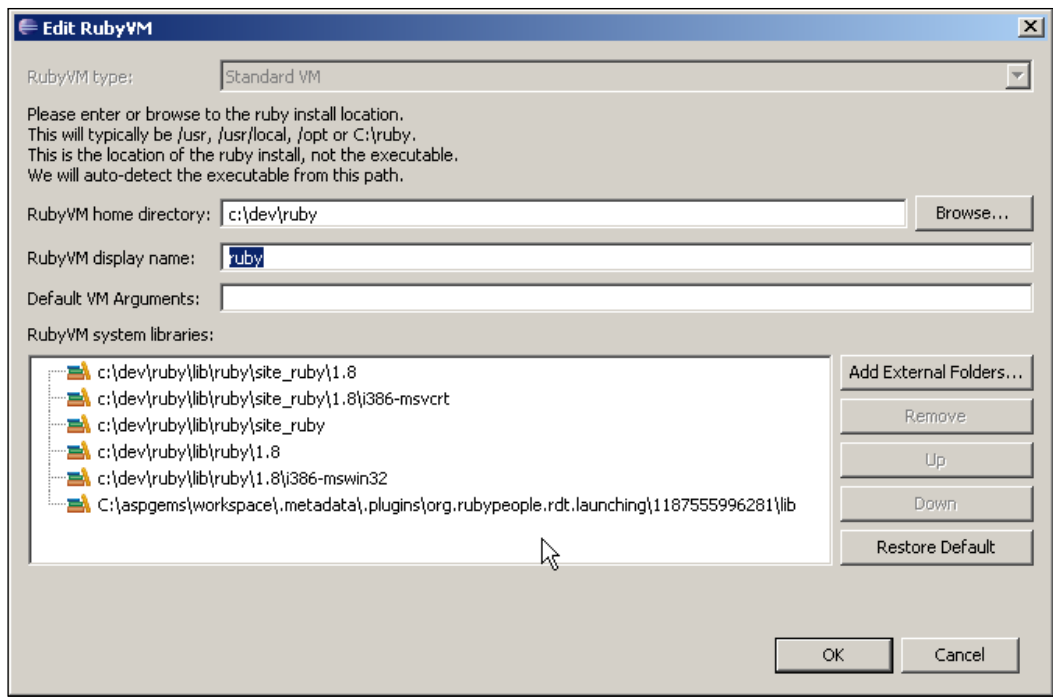 Edit RubyVM
RubyVM type: Standard VM
Please enter or browse to the ruby install location.
This will typically be /usr, /usr/local, /opt or C:\ruby.
This is the location of the ruby install, not the executable.
We will auto-detect the executable from this path.
RubyVM home directory: c:\dev\ruby Browse...
RubyVM display name: ruby
Default VM Arguments:
RubyVM system libraries:
c:\dev\ruby\lib\ruby\site_ruby\1.8
c:\dev\ruby\lib\ruby\site_ruby\1.8\i386-msvcrt
c:\dev\ruby\lib\ruby\site_ruby
c:\dev\ruby\lib\ruby\1.8
c:\dev\ruby\lib\ruby\1.8\i386-mswin32
C:\aspgems\workspace\.metadata\.plugins\org.rubypeople.rdt.launching\1187555996281\lib
Add External Folders...
Remove
Up
Down
Restore Default
OK Cancel